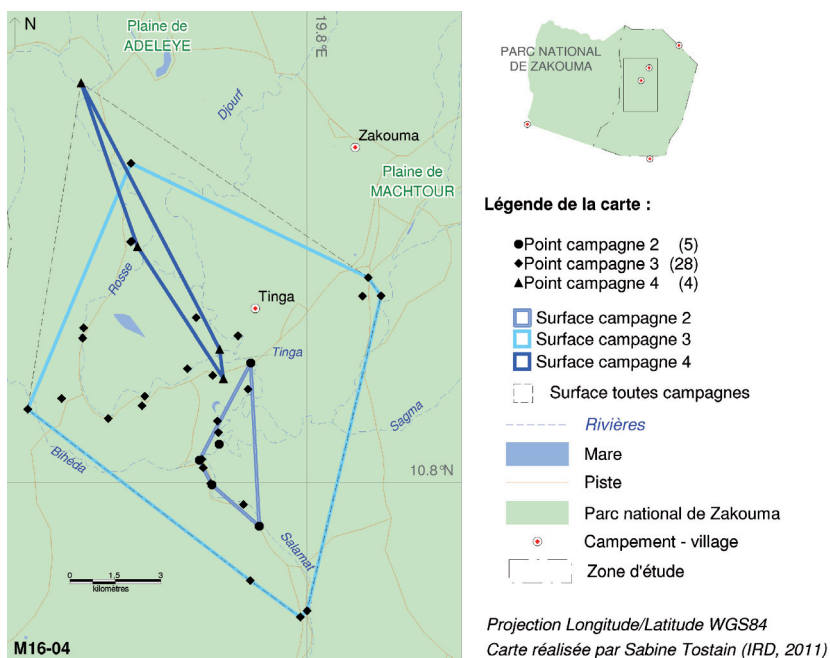 N
Plaine de
ADELEYE
19.8°E
Djourf
Zakouma
Plaine de
MACHTOUR
Rosse
Tinga
Tinga
Sagma
Bihéda
10.8°N
Salamat
0 1,5 3
kilomètres
M16-04
PARC NATIONAL
DE ZAKOUMA
Légende de la carte :
Point campagne 2 (5)
Point campagne 3 (28)
Point campagne 4 (4)
Surface campagne 2
Surface campagne 3
Surface campagne 4
Surface toutes campagnes
Rivières
Mare
Piste
Parc national de Zakouma
Campement - village
Zone d'étude
Projection Longitude/Latitude WGS84
Carte réalisée par Sabine Tostain (IRD, 2011)